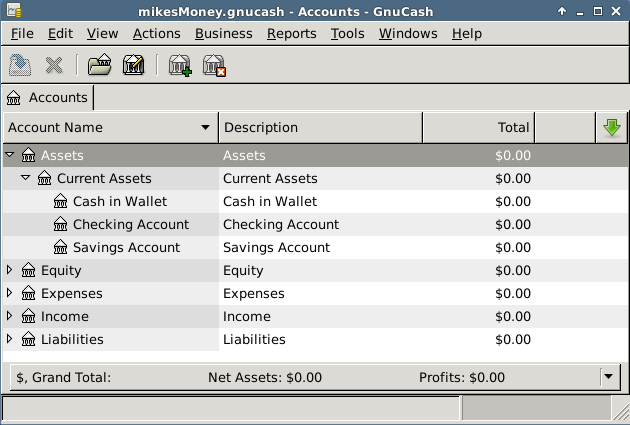 mikesMoney.gnucash - Accounts - GnuCash
File Edit View Actions Business Reports Tools Windows Help
Accounts
Account Name Description Total
Assets Assets $0.00
Current Assets Current Assets $0.00
Cash in Wallet Cash in Wallet $0.00
Checking Account Checking Account $0.00
Savings Account Savings Account $0.00
Equity Equity $0.00
Expenses Expenses $0.00
Income Income $0.00
Liabilities Liabilities $0.00
$, Grand Total: Net Assets: $0.00 Profits: $0.00